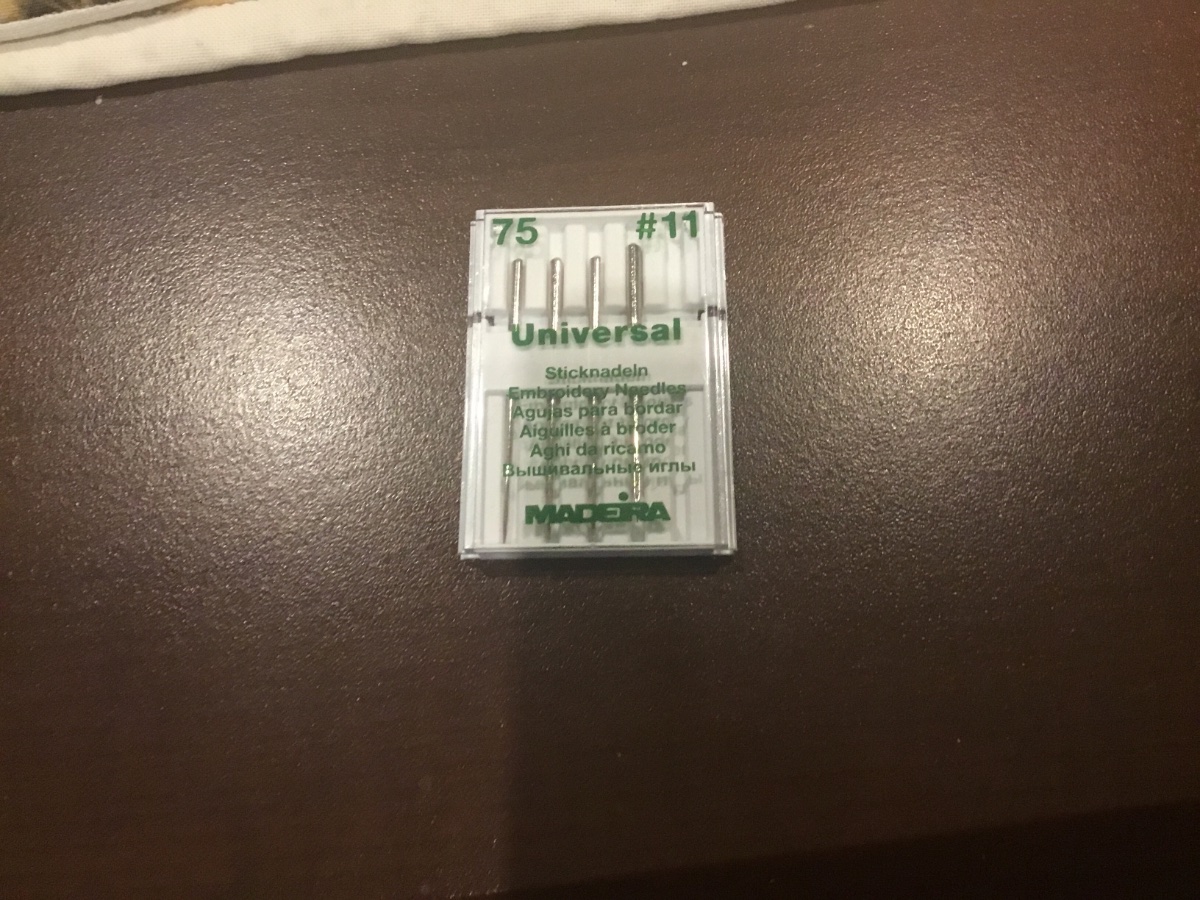 75 #11
Universal
Sticknadeln
Embroidery Needles
Agujas para bordar
Aiguilles à broder
Aghi da ricamo
Вышивальные иглы
MADEIRA